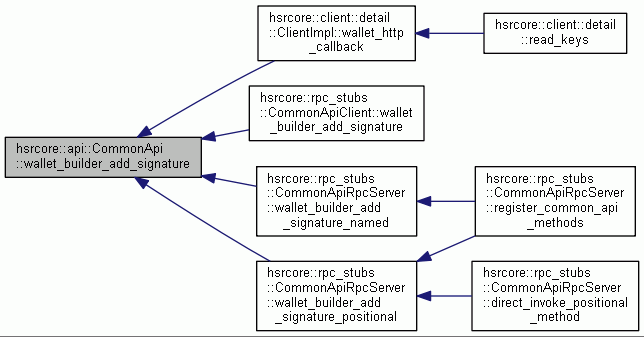 hsrcore::client::detail
::ClientImpl::wallet_http
_callback
hsrcore::client::detail
::read_keys
hsrcore::rpc_stubs
::CommonApiClient::wallet
_builder_add_signature
hsrcore::api::CommonApi
::wallet_builder_add_signature
hsrcore::rpc_stubs
::CommonApiRpcServer
::wallet_builder_add
_signature_named
hsrcore::rpc_stubs
::CommonApiRpcServer
::register_common_api
_methods
hsrcore::rpc_stubs
::CommonApiRpcServer
::wallet_builder_add
_signature_positional
hsrcore::rpc_stubs
::CommonApiRpcServer
::direct_invoke_positional
_method